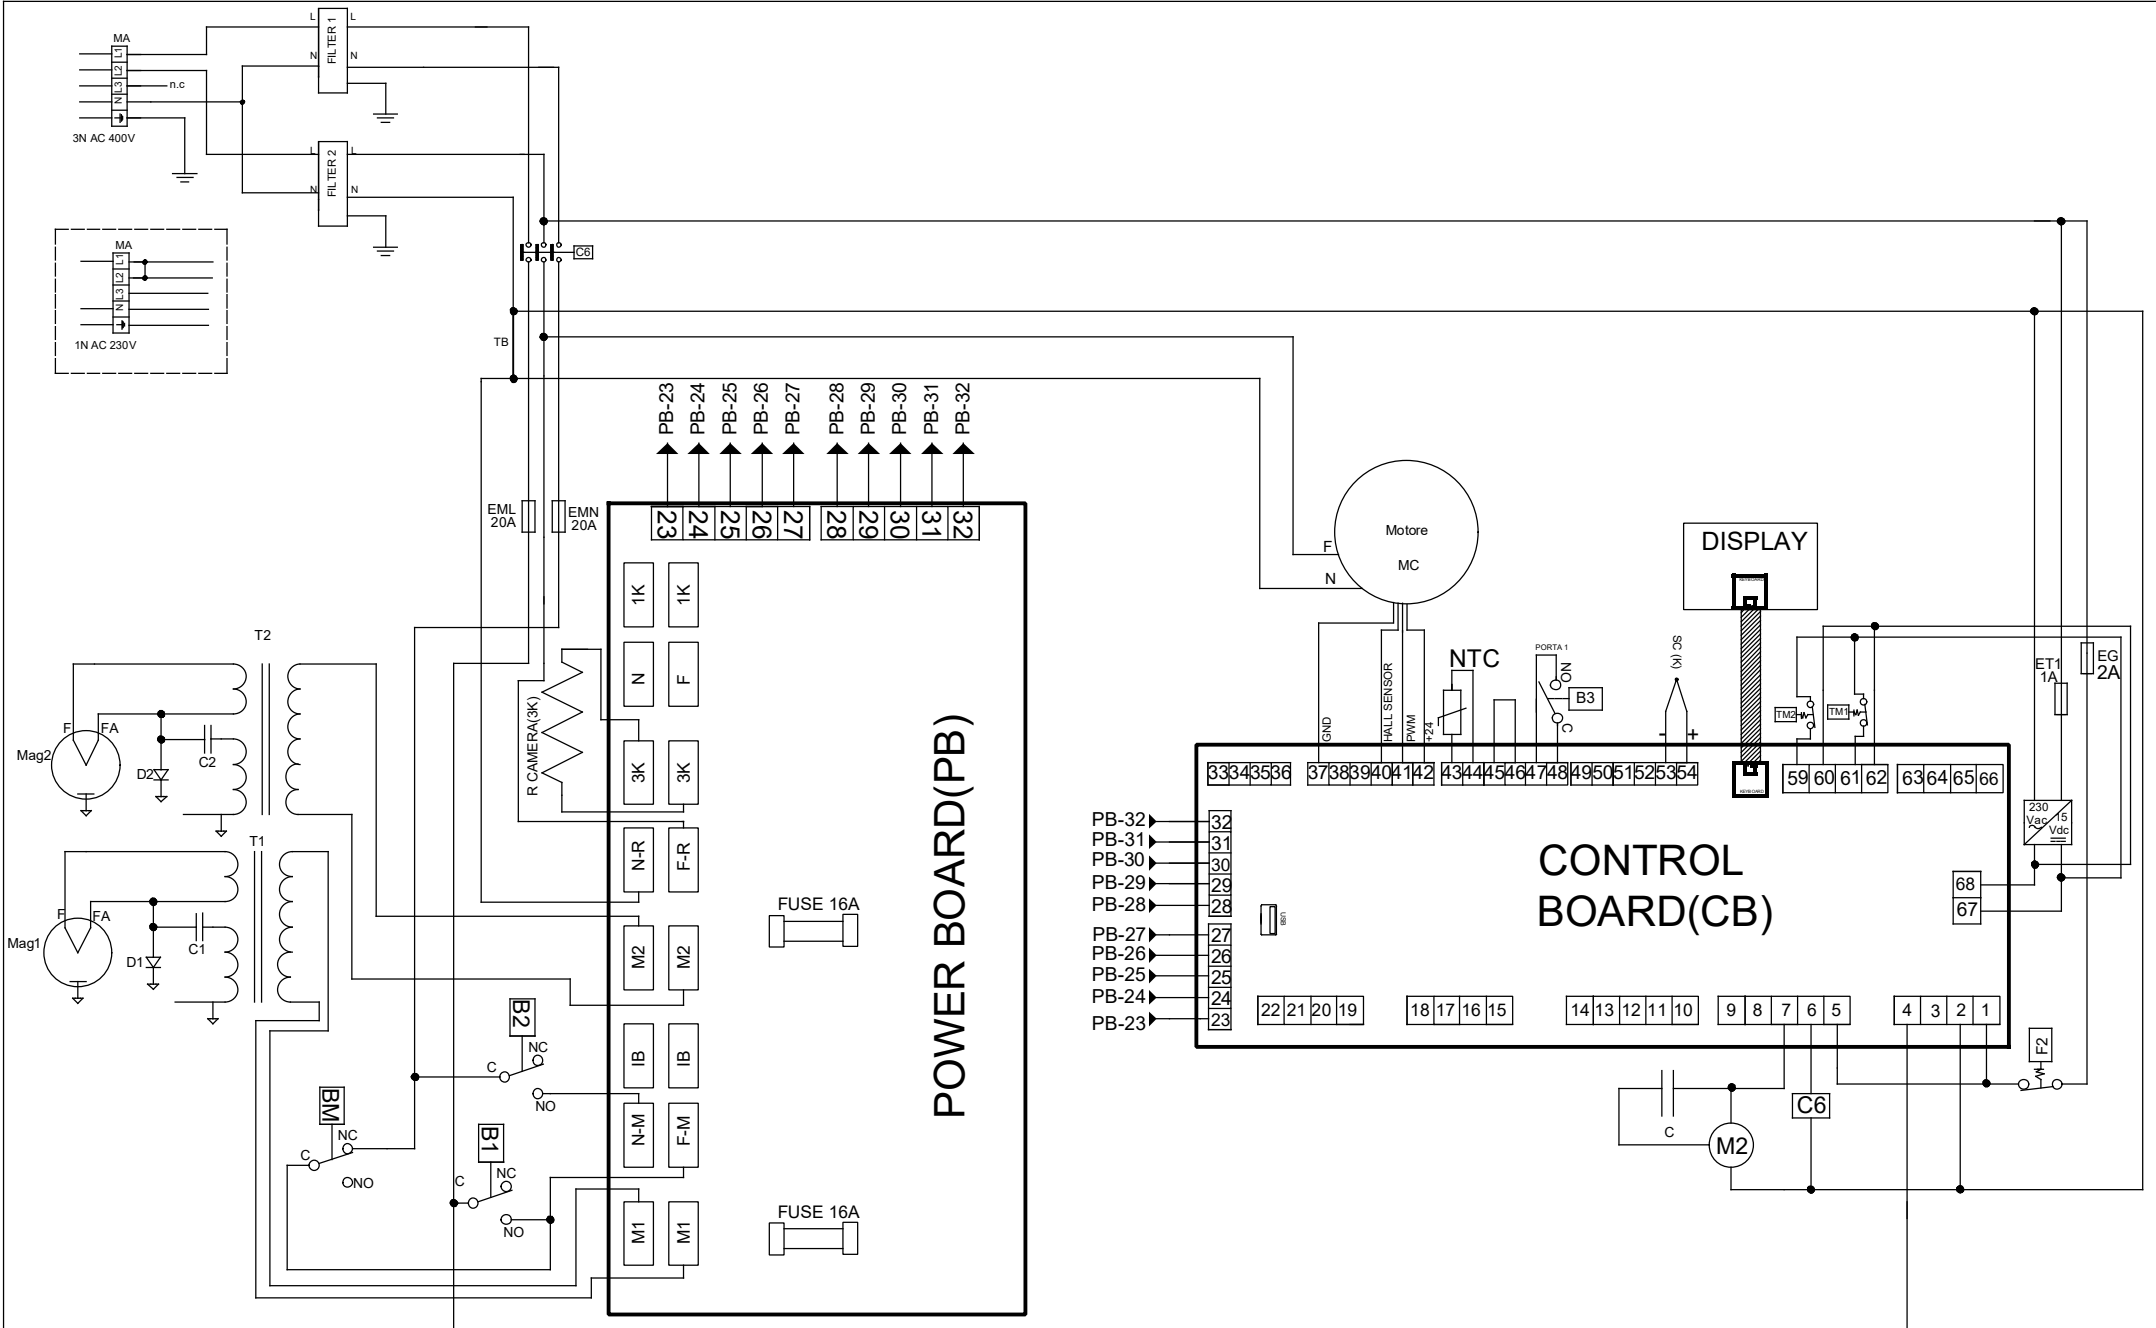 MA
L1
L2
L3
N
n.c
3N AC 400V
L
L
N
N
FILTER 1
L
L
N
N
FILTER 2
MA
L1
L2
L3
N
1N AC 230V
C6
TB
PB-23
PB-24
PB-25
PB-26
PB-27
PB-28
PB-29
PB-30
PB-31
PB-32
EML
20A
EMN
20A
23
24
25
26
27
28
29
30
31
32
1K
1K
N
F
3K
3K
N-R
F-R
M2
M2
IB
IB
N-M
F-M
M1
M1
R CAMERA(3K)
FUSE 16A
FUSE 16A
POWER BOARD(PB)
T2
F
FA
Mag2
D2
C2
T1
F
FA
Mag1
D1
C1
B2
NC
C
NO
BM
NC
C
NO
B1
NC
C
NO
Motore
MC
F
N
GND
HALL SENSOR
PWM
+24
NTC
PORTA 1
NO
B3
C
SC (K)
-
+
DISPLAY
KEYBOARD
KEYBOARD
TM2
TM1
ET1
1A
EG
2A
33 34 35 36
37 38 39 40 41 42
43 44 45 46 47 48
49 50 51 52 53 54
59 60 61 62
63 64 65 66
230
Vac
15
Vdc
PB-32
PB-31
PB-30
PB-29
PB-28
PB-27
PB-26
PB-25
PB-24
PB-23
32
31
30
29
28
27
26
25
24
23
USB
CONTROL
BOARD(CB)
68
67
22 21 20 19
18 17 16 15
14 13 12 11 10
9 8 7 6 5
4 3 2 1
F2
C
M2
C6